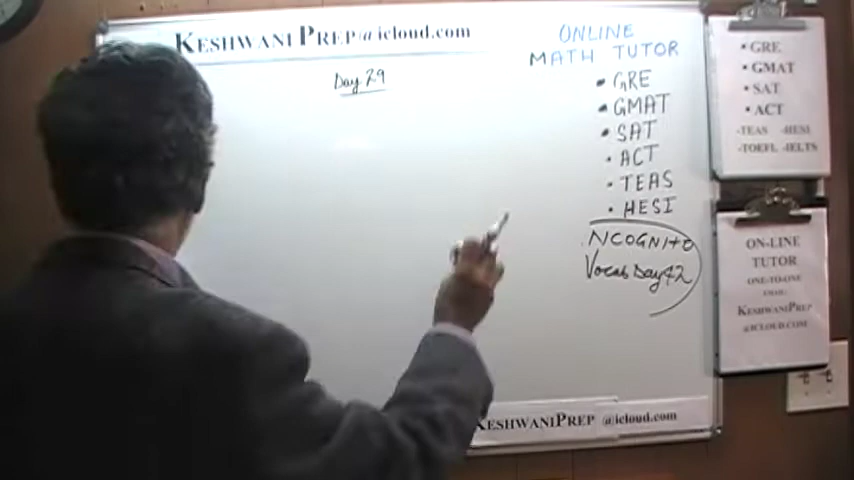 KESHWANI PREP@icloud.com
Day 29
ONLINE
MATH TUTOR
• GRE
• GMAT
• SAT
• ACT
• TEAS
• HESI
NCOGNITO
Vocab Day 42
• GRE
• GMAT
• SAT
• ACT
-TEAS -HESI
-TOEFL -IELTS
ON-LINE
TUTOR
ONE-TO-ONE
KESHWANIPREP
@ICLOUD.COM
KESHWANIPREP @icloud.com